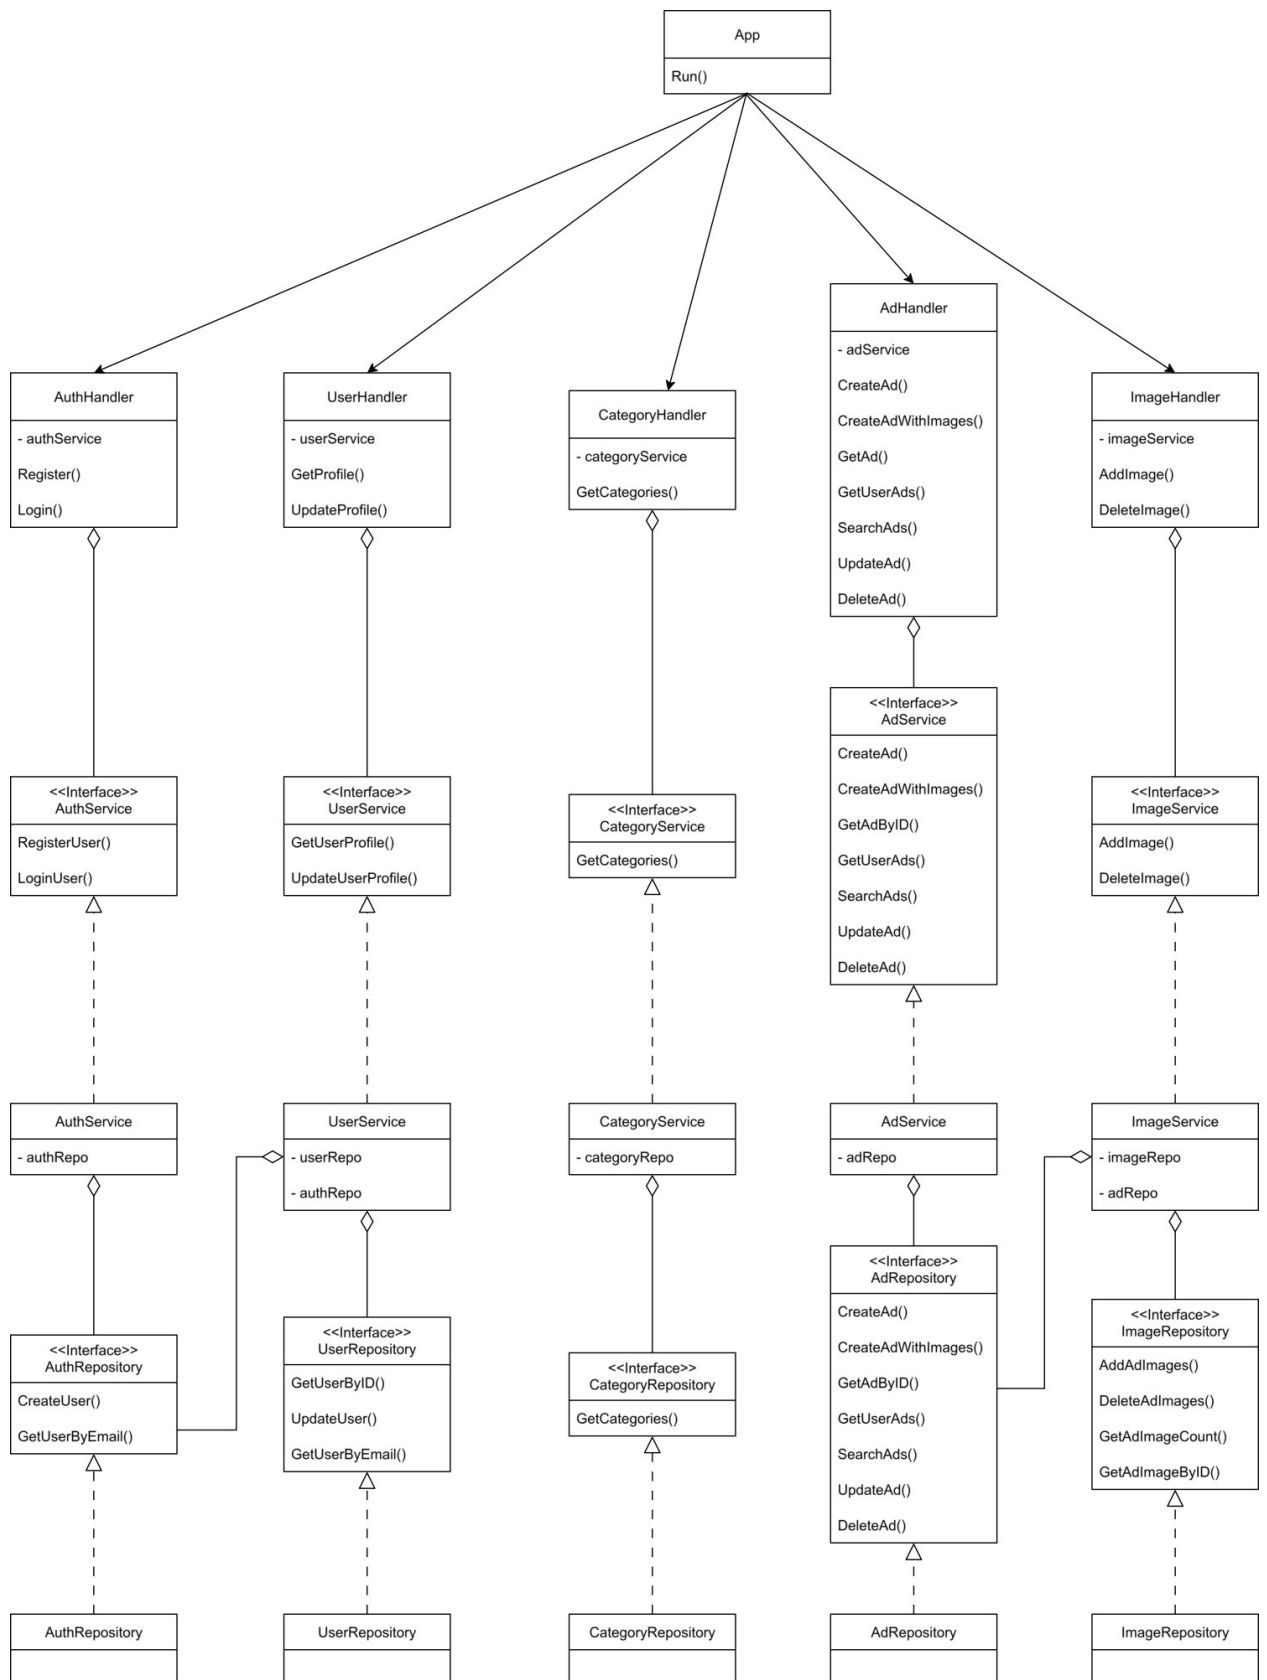 App
Run()
AuthHandler
- authService
Register()
Login()
UserHandler
- userService
GetProfile()
UpdateProfile()
CategoryHandler
- categoryService
GetCategories()
AdHandler
- adService
CreateAd()
CreateAdWithImages()
GetAd()
GetUserAds()
SearchAds()
UpdateAd()
DeleteAd()
ImageHandler
- imageService
AddImage()
DeleteImage()
<<Interface>>
AuthService
RegisterUser()
LoginUser()
<<Interface>>
UserService
GetUserProfile()
UpdateUserProfile()
<<Interface>>
CategoryService
GetCategories()
<<Interface>>
AdService
CreateAd()
CreateAdWithImages()
GetAdByID()
GetUserAds()
SearchAds()
UpdateAd()
DeleteAd()
<<Interface>>
ImageService
AddImage()
DeleteImage()
AuthService
- authRepo
UserService
- userRepo
- authRepo
CategoryService
- categoryRepo
AdService
- adRepo
ImageService
- imageRepo
- adRepo
<<Interface>>
AuthRepository
CreateUser()
GetUserByEmail()
<<Interface>>
UserRepository
GetUserByID()
UpdateUser()
GetUserByEmail()
<<Interface>>
CategoryRepository
GetCategories()
<<Interface>>
AdRepository
CreateAd()
CreateAdWithImages()
GetAdByID()
GetUserAds()
SearchAds()
UpdateAd()
DeleteAd()
<<Interface>>
ImageRepository
AddAdImages()
DeleteAdImages()
GetAdImageCount()
GetAdImageByID()
AuthRepository
UserRepository
CategoryRepository
AdRepository
ImageRepository